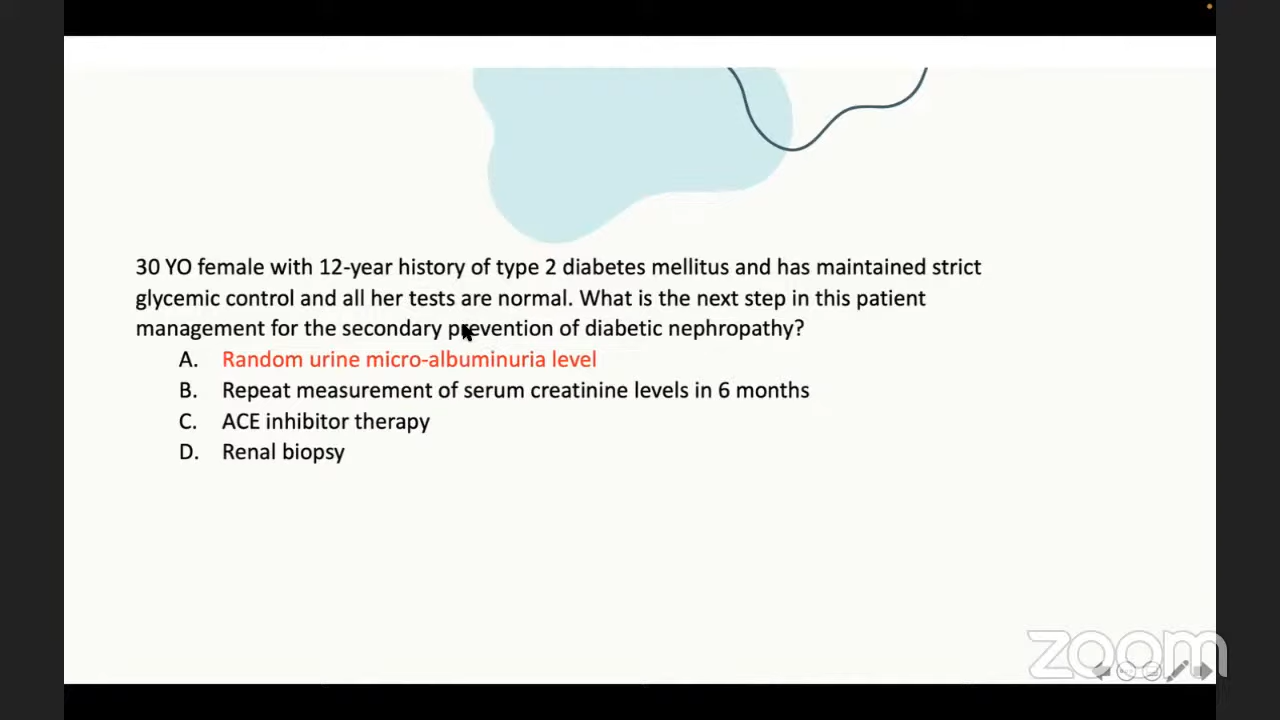 30 YO female with 12-year history of type 2 diabetes mellitus and has maintained strict
glycemic control and all her tests are normal. What is the next step in this patient
management for the secondary prevention of diabetic nephropathy?
A. Random urine micro-albuminuria level
B. Repeat measurement of serum creatinine levels in 6 months
C. ACE inhibitor therapy
D. Renal biopsy
zoom